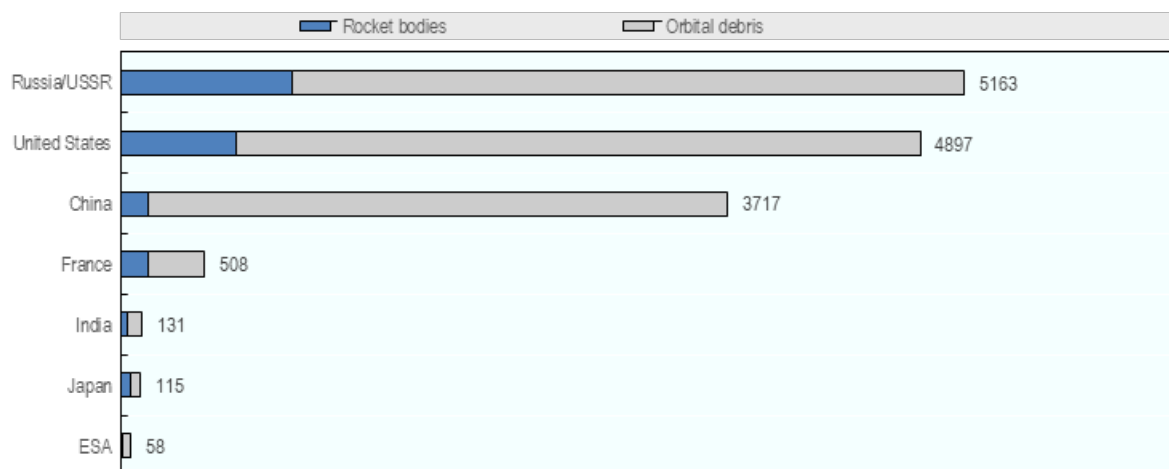 Rocket bodies Orbital debris
Russia/USSR 5163
United States 4897
China 3717
France 508
India 131
Japan 115
ESA 58